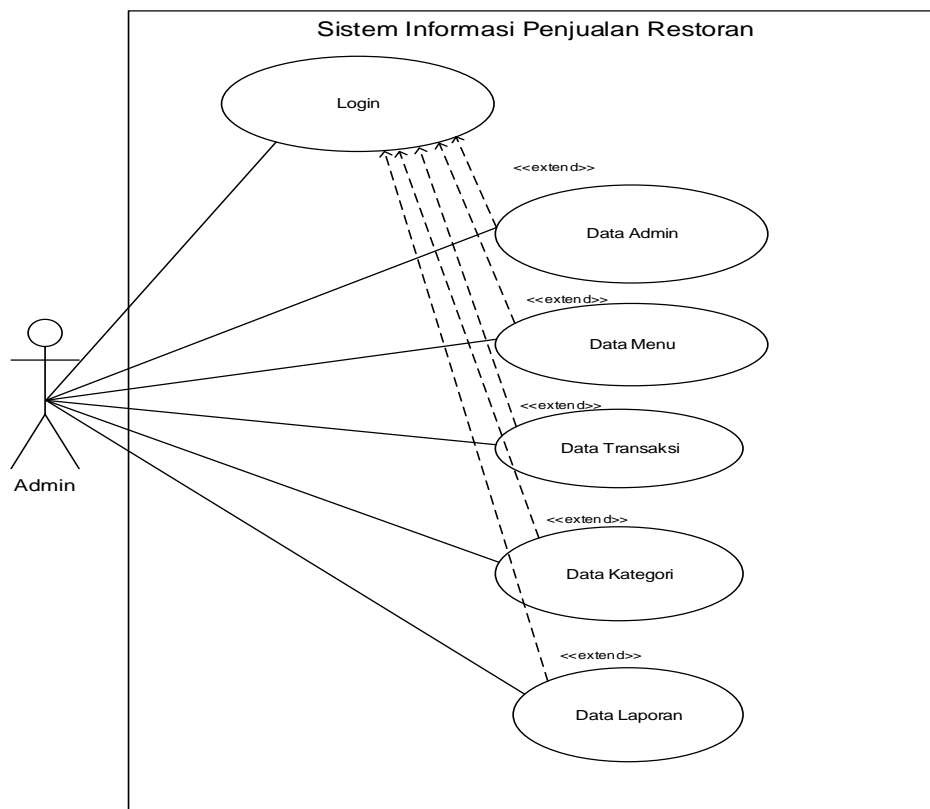 Sistem Informasi Penjualan Restoran
Login
<<extend>>
Data Admin
<<extend>>
Data Menu
<<extend>>
Data Transaksi
Admin
<<extend>>
Data Kategori
<<extend>>
Data Laporan